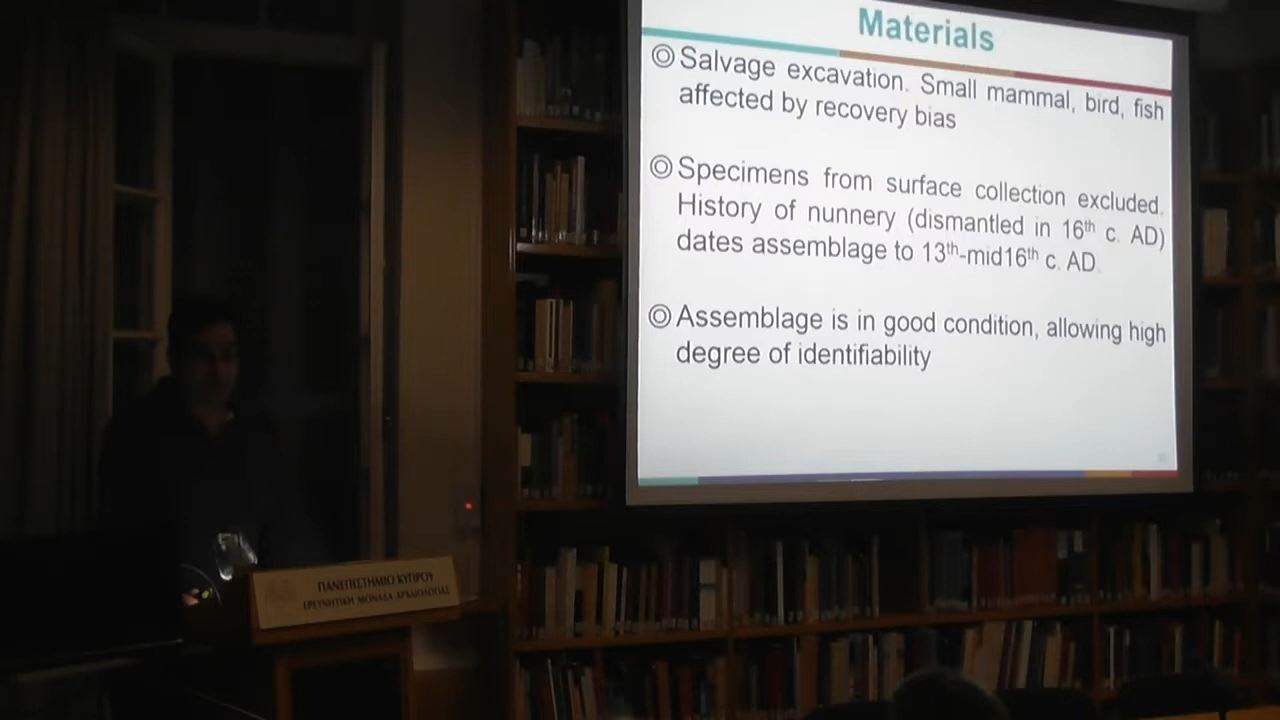 Materials
◎ Salvage excavation. Small mammal, bird, fish
affected by recovery bias
◎ Specimens from surface collection excluded.
History of nunnery (dismantled in 16th c. AD)
dates assemblage to 13th-mid16th c. AD
◎ Assemblage is in good condition, allowing high
degree of identifiability
ΠΑΝΕΠΙΣΤΗΜΙΟ ΚΥΠΡΟΥ
ΕΡΕΥΝΗΤΙΚΗ ΜΟΝΑΔΑ ΑΡΧΑΙΟΛΟΓΙΑΣ